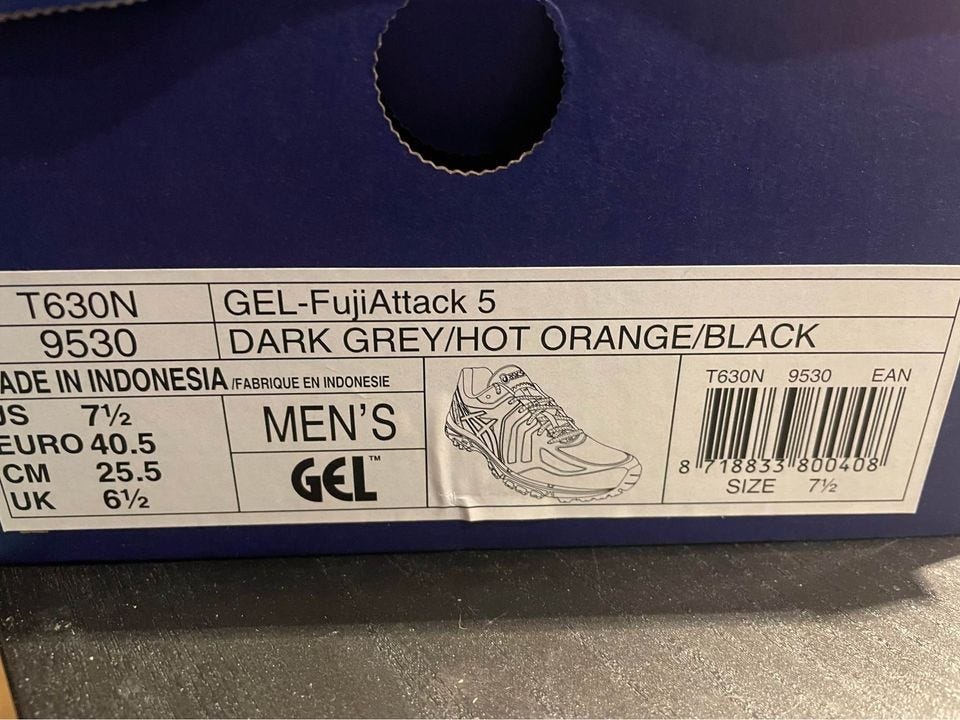 T630N
GEL-FujiAttack 5
9530
DARK GREY/HOT ORANGE/BLACK
ADE IN INDONESIA /FABRIQUE EN INDONESIE
US 7½
EURO 40.5
CM 25.5
UK 6½
MEN'S
GEL™
asics
T630N 9530 EAN
8 718833 800408
SIZE 7½